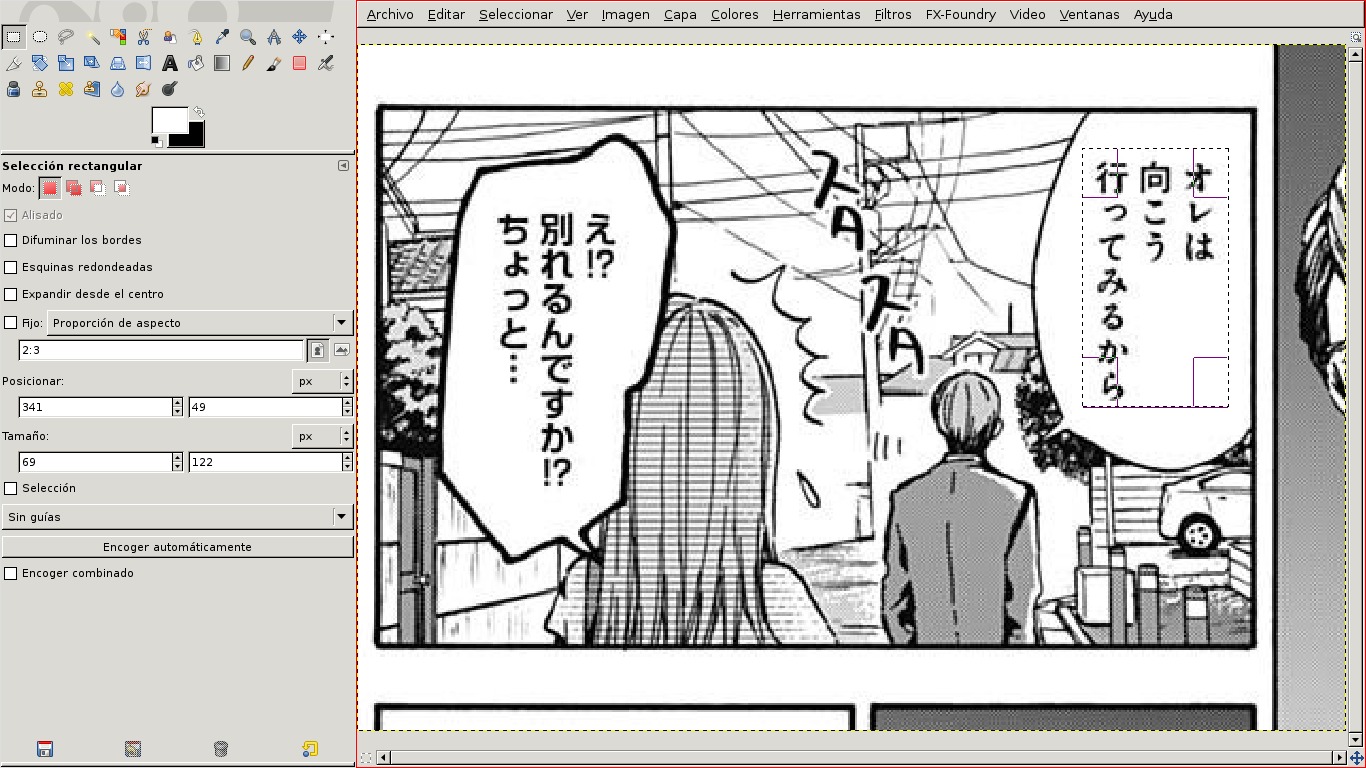 Archivo Editar Seleccionar Ver Imagen Capa Colores Herramientas Filtros FX-Foundry Video Ventanas Ayuda
Selección rectangular
Modo:
Alisado
Difuminar los bordes
Esquinas redondeadas
Expandir desde el centro
Fijo: Proporción de aspecto
2:3
Posicionar: px
341 49
Tamaño: px
69 122
Selección
Sin guías
Encoger automáticamente
Encoger combinado
オレは
向こう
行ってみるから
え!?
別れるんですか!?
ちょっと…
スタ
スタ